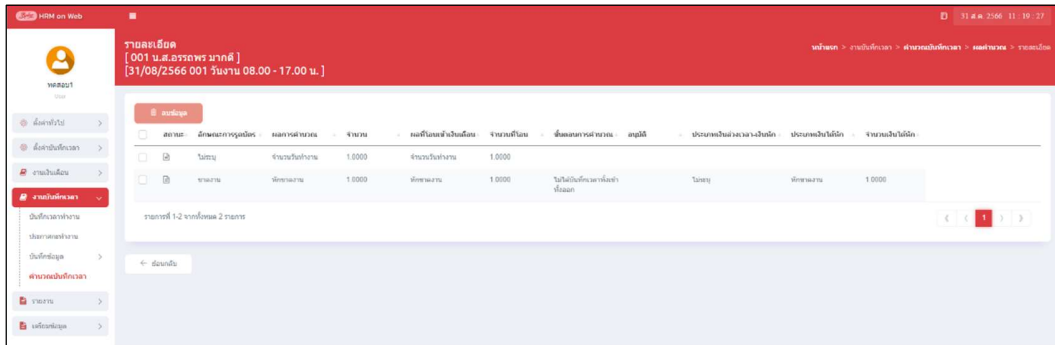 HRM on Web
31 ส.ค. 2566 11:19:27
รายละเอียด
[ 001 น.ส.อรรถพร มากดี ]
[31/08/2566 001 วันงาน 08.00 - 17.00 น. ]
หน้าแรก > งานบันทึกเวลา > คำนวณบันทึกเวลา > ผลคำนวณ > รายละเอียด
ทดสอบ1
ตั้งค่าทั่วไป
ตั้งค่าบันทึกเวลา
งานเงินเดือน
งานบันทึกเวลา
บันทึกเวลาทำงาน
ประกาศกะทำงาน
บันทึกข้อมูล
คำนวณบันทึกเวลา
รายงาน
เตรียมข้อมูล
ลบข้อมูล
สถานะ ลักษณะการรูดบัตร ผลการคำนวณ จำนวน ผลที่โอนเข้าเงินเดือน จำนวนที่โอน ขั้นตอนการคำนวณ อนุมัติ ประเภทเงินล่วงเวลา-เงินหัก ประเภทเงินได้หัก จำนวนเงินได้หัก
ไม่ระบุ จำนวนวันทำงาน 1.0000 จำนวนวันทำงาน 1.0000
ขาดงาน หักขาดงาน 1.0000 หักขาดงาน 1.0000 ไม่ได้บันทึกเวลาทั้งเข้า ไม่ระบุ หักขาดงาน 1.0000
ทั้งออก
รายการที่ 1-2 จากทั้งหมด 2 รายการ
1
ย้อนกลับ